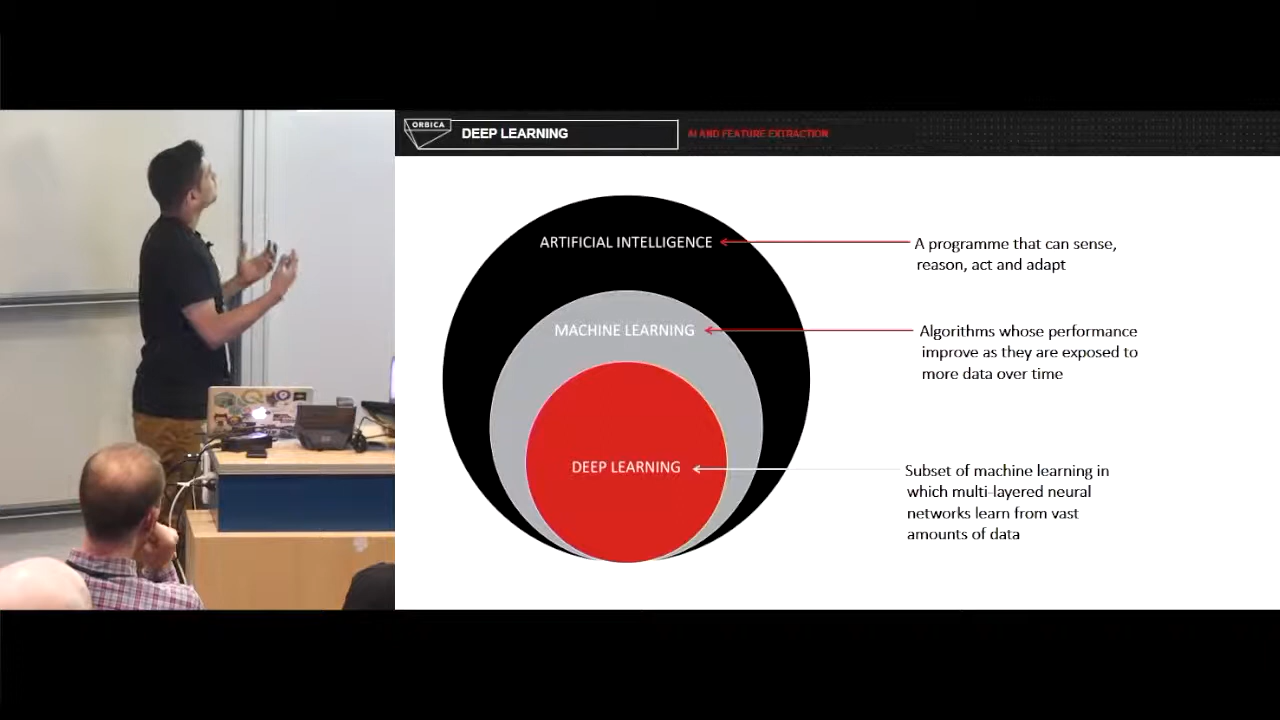 ORBICA
DEEP LEARNING
AI AND FEATURE EXTRACTION
ARTIFICIAL INTELLIGENCE
A programme that can sense,
reason, act and adapt
MACHINE LEARNING
Algorithms whose performance
improve as they are exposed to
more data over time
DEEP LEARNING
Subset of machine learning in
which multi-layered neural
networks learn from vast
amounts of data